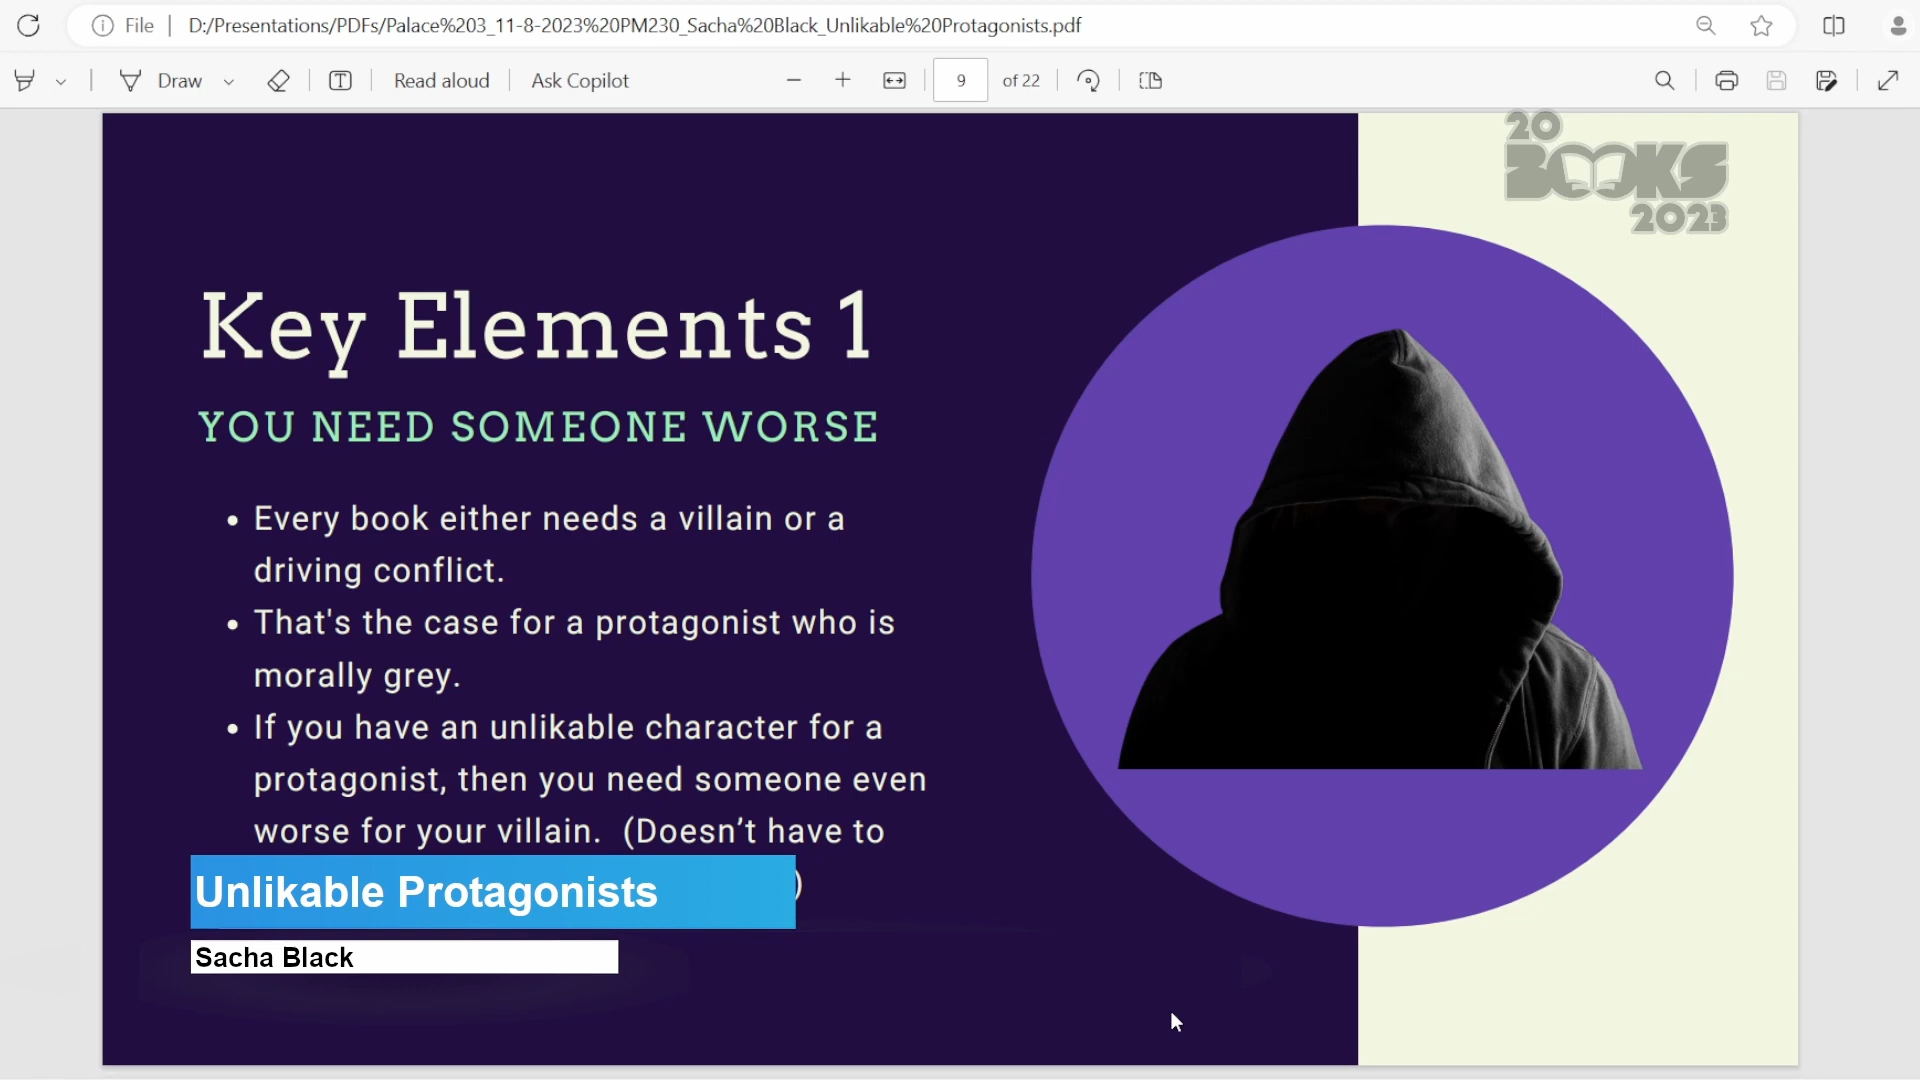 File
D:/Presentations/PDFs/Palace%203_11-8-2023%20PM230_Sacha%20Black_Unlikable%20Protagonists.pdf
Draw
Read aloud
Ask Copilot
9
of 22
20
BOOKS
2023
Key Elements 1
YOU NEED SOMEONE WORSE
• Every book either needs a villain or a
driving conflict.
• That's the case for a protagonist who is
morally grey.
• If you have an unlikable character for a
protagonist, then you need someone even
worse for your villain. (Doesn’t have to
)
Unlikable Protagonists
Sacha Black